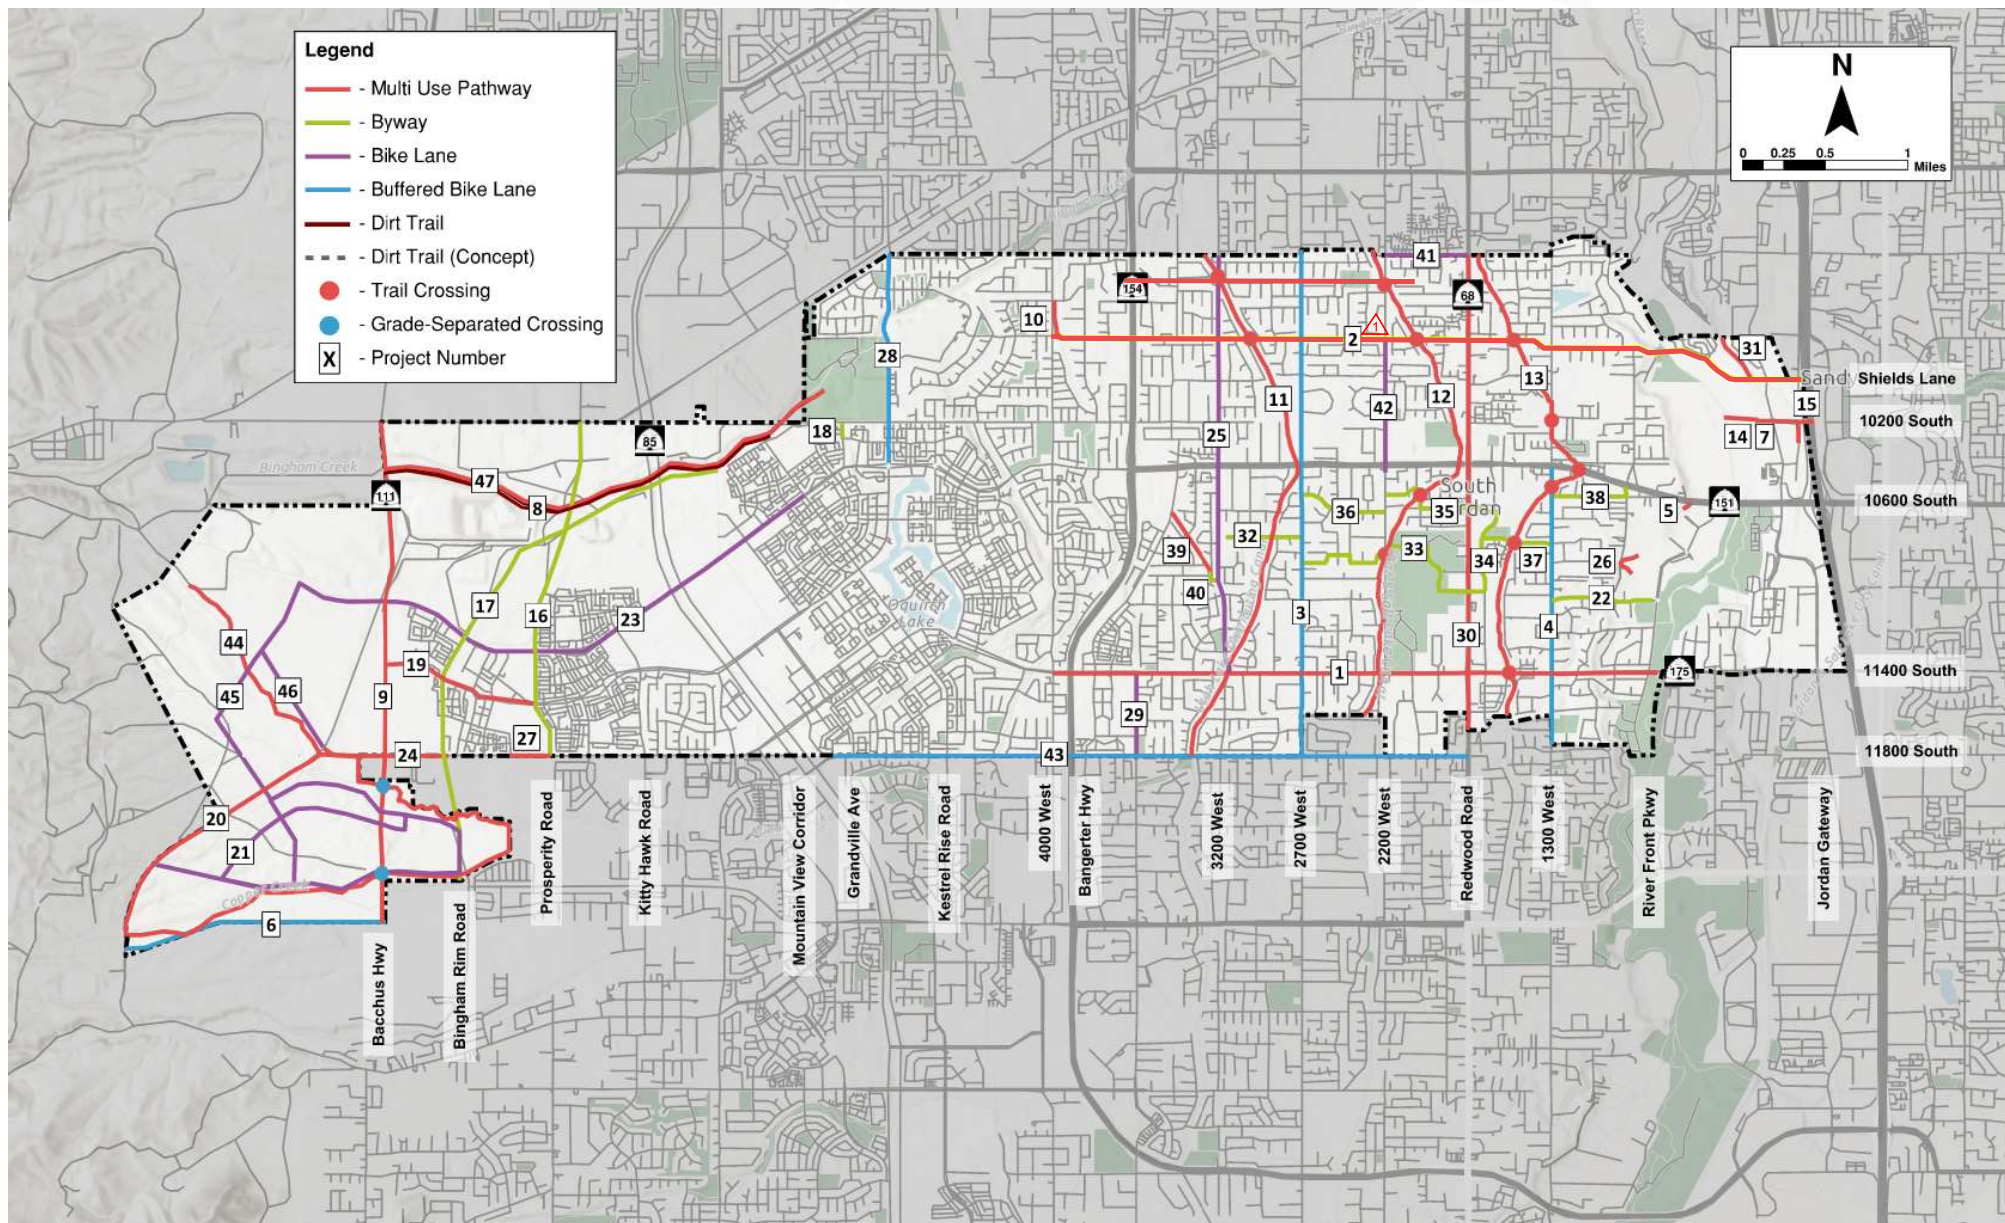 Legend
- Multi Use Pathway
- Byway
- Bike Lane
- Buffered Bike Lane
- Dirt Trail
- Dirt Trail (Concept)
- Trail Crossing
- Grade-Separated Crossing
X - Project Number
N
0 0.25 0.5 1
Miles
41
154
68
10
1
2
28
31
Sandy
Shields Lane
13
11
12
42
15
10200 South
18
85
25
14
7
Bingham Creek
47
111
8
South
38
151
10600 South
36
35
5
32
33
39
34
37
26
17
16
23
40
22
Oquirrh
Lake
3
4
30
44
19
1
175
11400 South
45
46
9
29
27
24
43
11800 South
20
21
Copper Creek
6
Bacchus Hwy
Bingham Rim Road
Prosperity Road
Kitty Hawk Road
Mountain View Corridor
Grandville Ave
Kestrel Rise Road
4000 West
Bangerter Hwy
3200 West
2700 West
2200 West
Redwood Road
1300 West
River Front Pkwy
Jordan Gateway